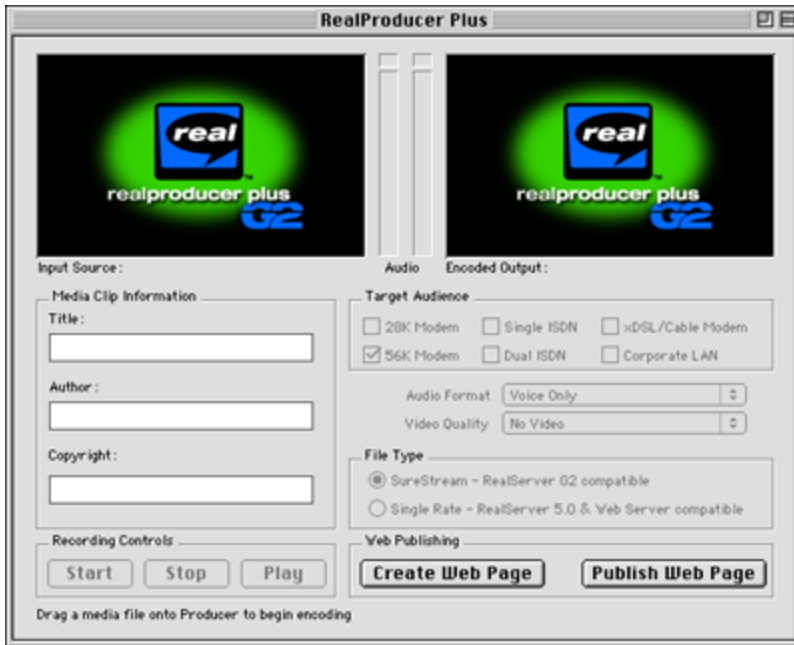 RealProducer Plus
real
realproducer plus
G2
real
realproducer plus
G2
Input Source:
Audio
Encoded Output:
Media Clip Information
Title:
Author:
Copyright:
Target Audience
28K Modem
Single ISDN
xDSL/Cable Modem
56K Modem
Dual ISDN
Corporate LAN
Audio Format
Voice Only
Video Quality
No Video
File Type
SureStream - RealServer G2 compatible
Single Rate - RealServer 5.0 & Web Server compatible
Recording Controls
Start
Stop
Play
Web Publishing
Create Web Page
Publish Web Page
Drag a media file onto Producer to begin encoding